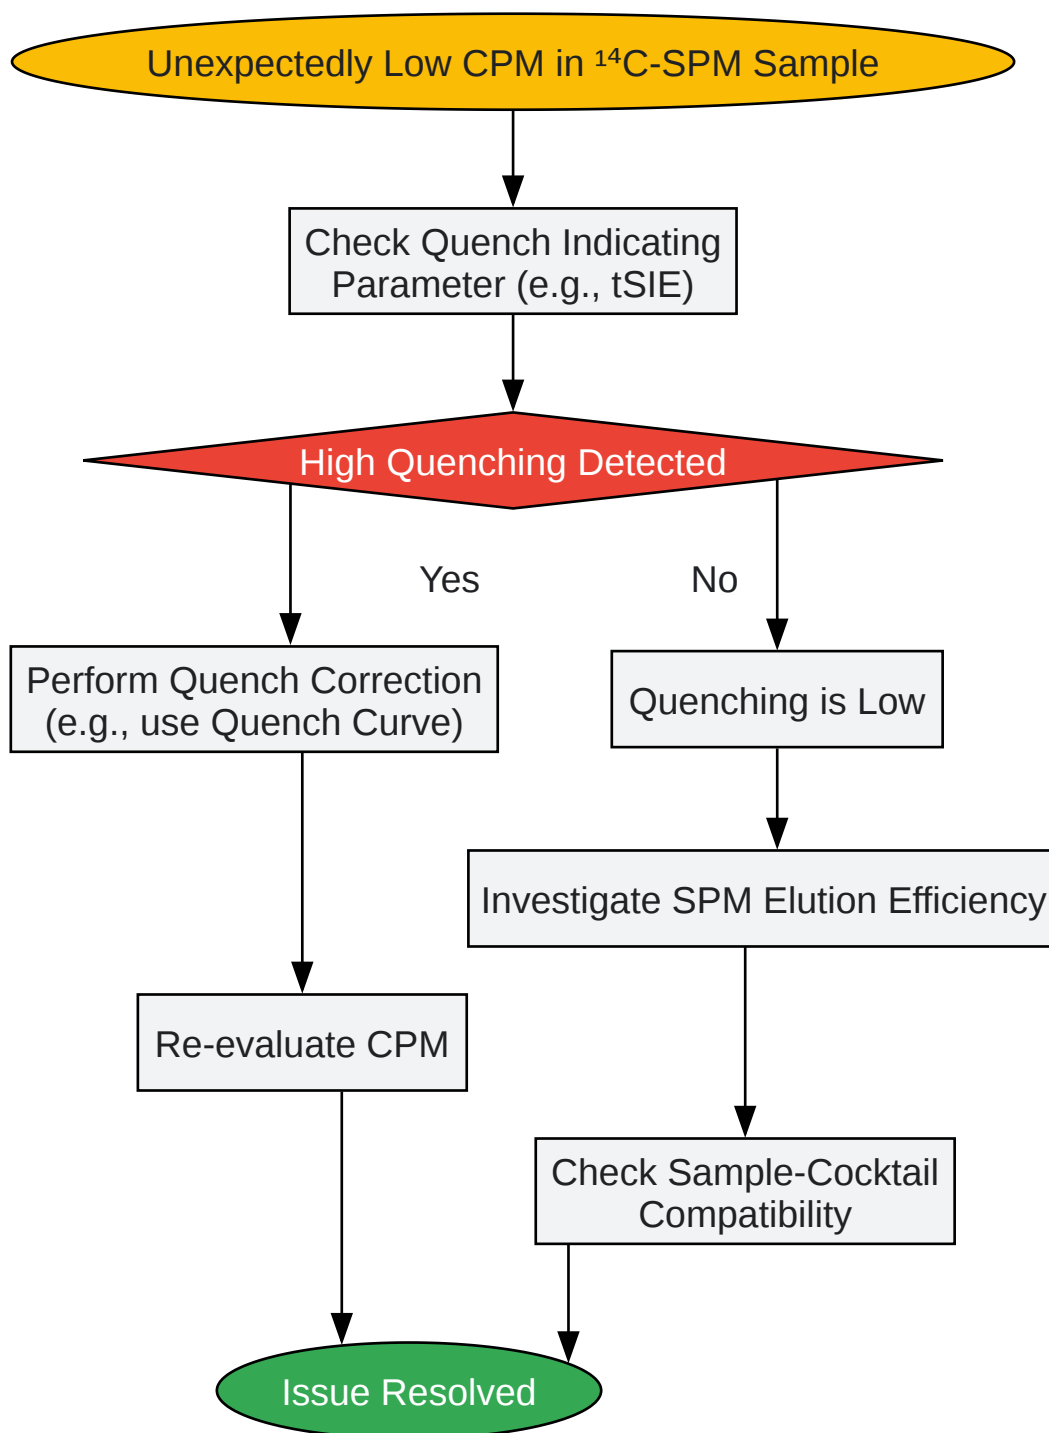 Unexpectedly Low CPM in ¹⁴C-SPM Sample
Check Quench Indicating
Parameter (e.g., tSIE)
High Quenching Detected
Yes
No
Perform Quench Correction
(e.g., use Quench Curve)
Quenching is Low
Investigate SPM Elution Efficiency
Re-evaluate CPM
Check Sample-Cocktail
Compatibility
Issue Resolved